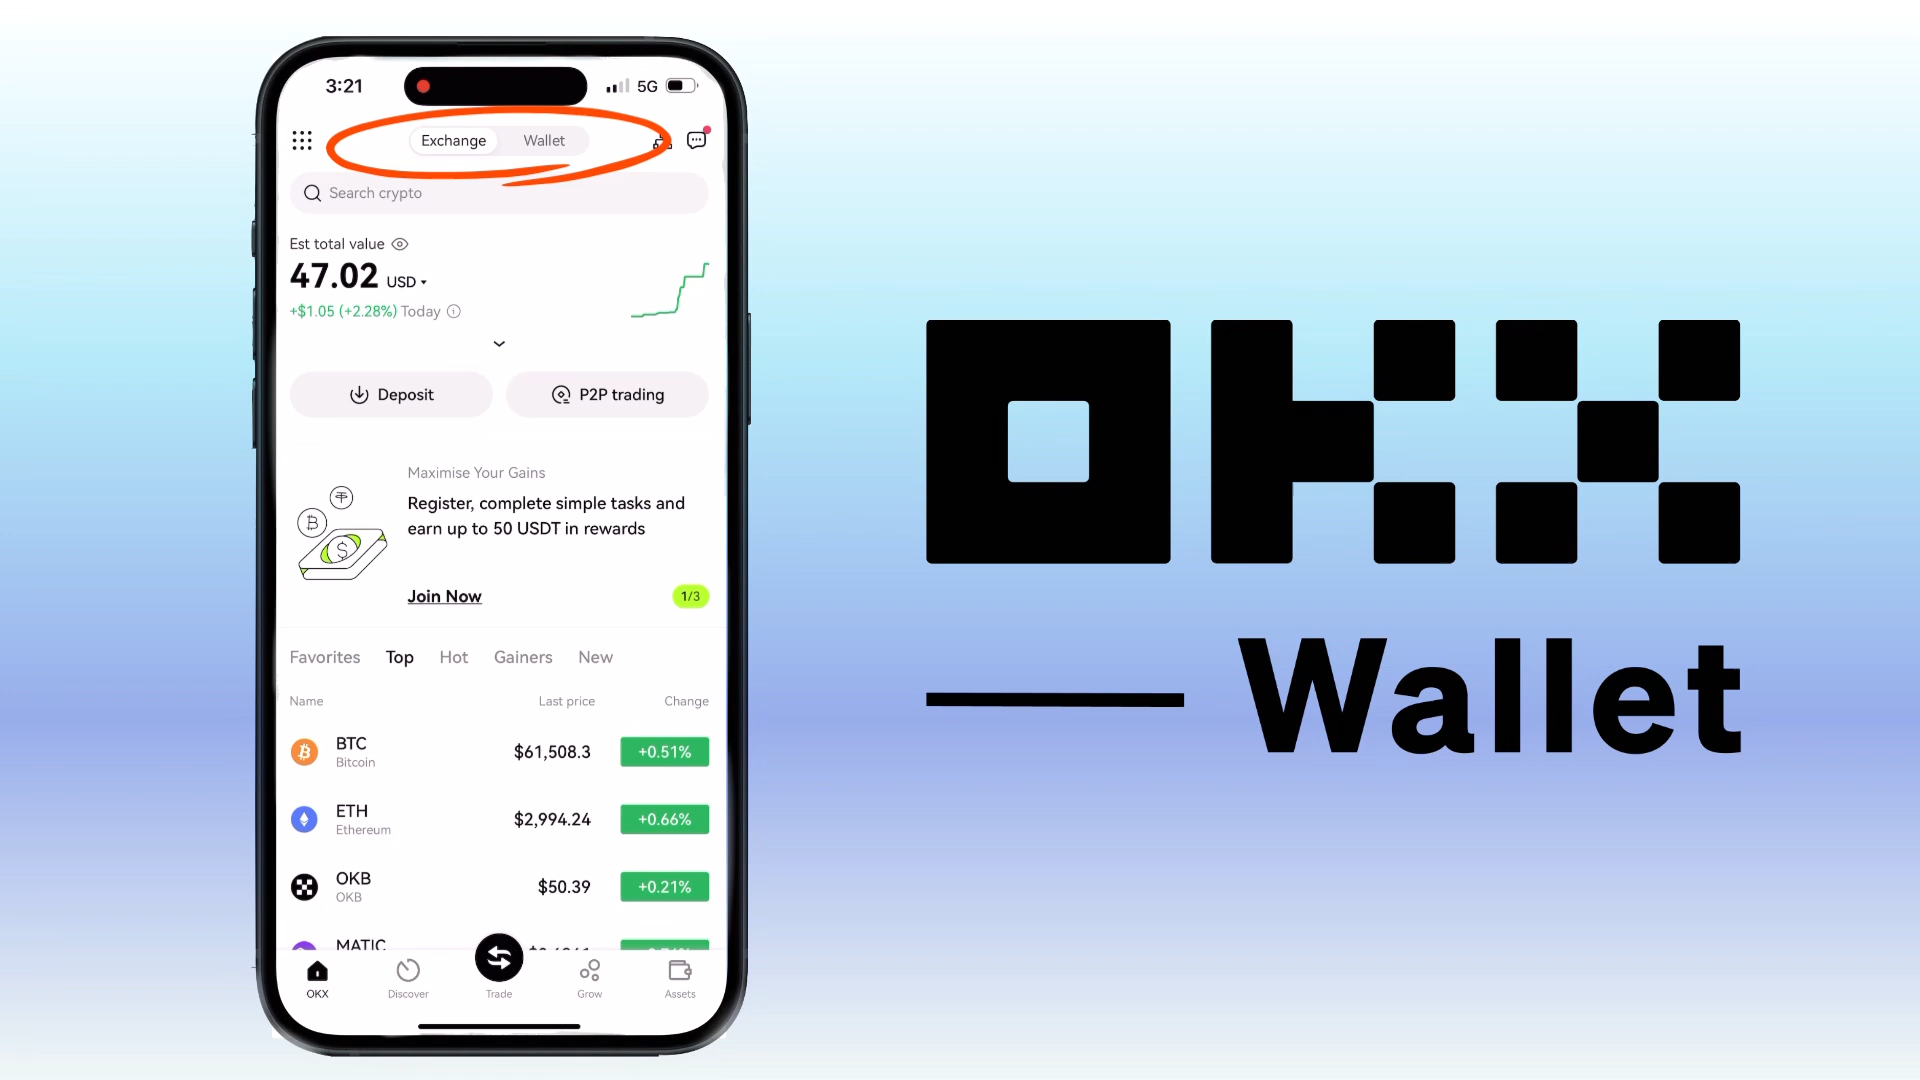 3:21
5G
Exchange Wallet
Search crypto
Est total value
47.02 USD
+$1.05 (+2.28%) Today
Deposit
P2P trading
Maximise Your Gains
Register, complete simple tasks and
earn up to 50 USDT in rewards
Join Now
1/3
Favorites Top Hot Gainers New
Name Last price Change
BTC $61,508.3 +0.51%
Bitcoin
ETH $2,994.24 +0.66%
Ethereum
OKB $50.39 +0.21%
OKB
MATIC
OKX Discover Trade Grow Assets
OKX
Wallet